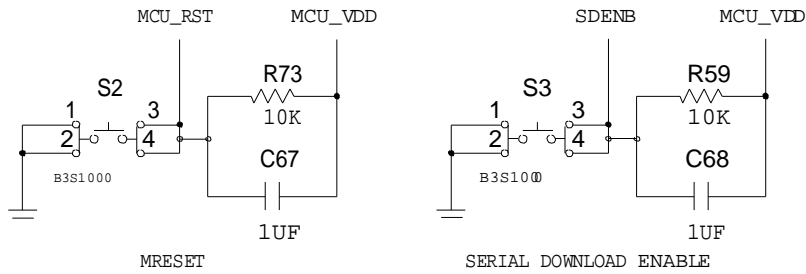 MCU_RST MCU_VDD SDENB MCU_VDD
R73 R59
S2 S3
1 3 10K 1 3 10K
2 4 2 4
C67 C68
B3S1000 B3S1000
1UF 1UF
MRESET SERIAL DOWNLOAD ENABLE